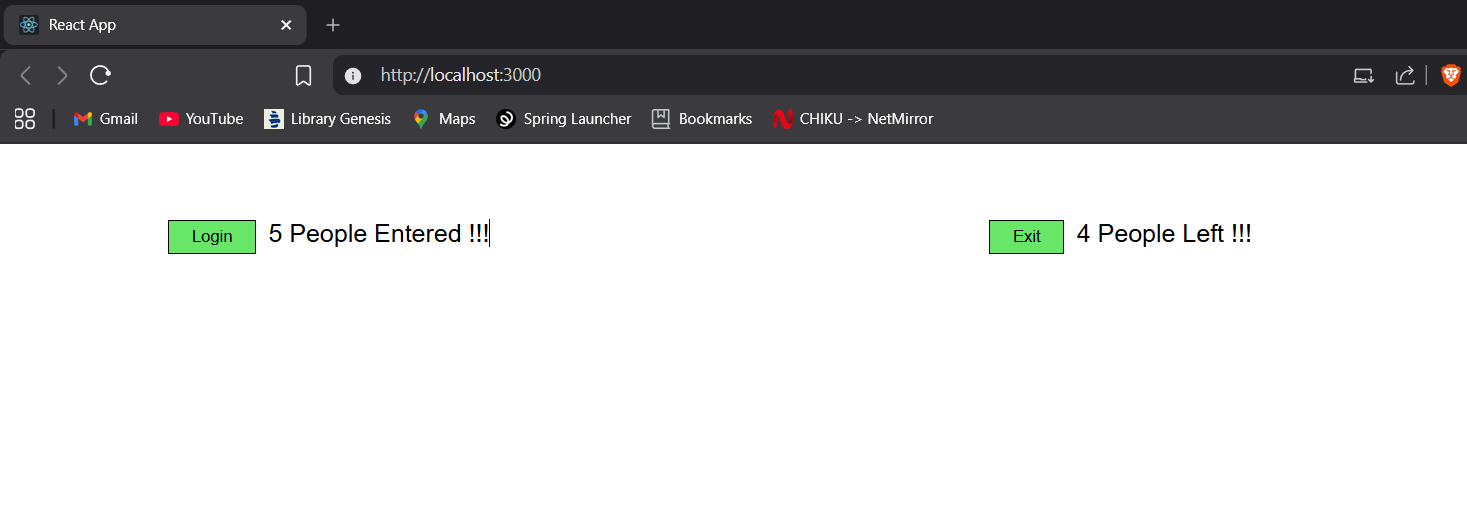 React App
http://localhost:3000
Gmail YouTube Library Genesis Maps Spring Launcher Bookmarks CHIKU -> NetMirror
Login 5 People Entered !!! Exit 4 People Left !!!